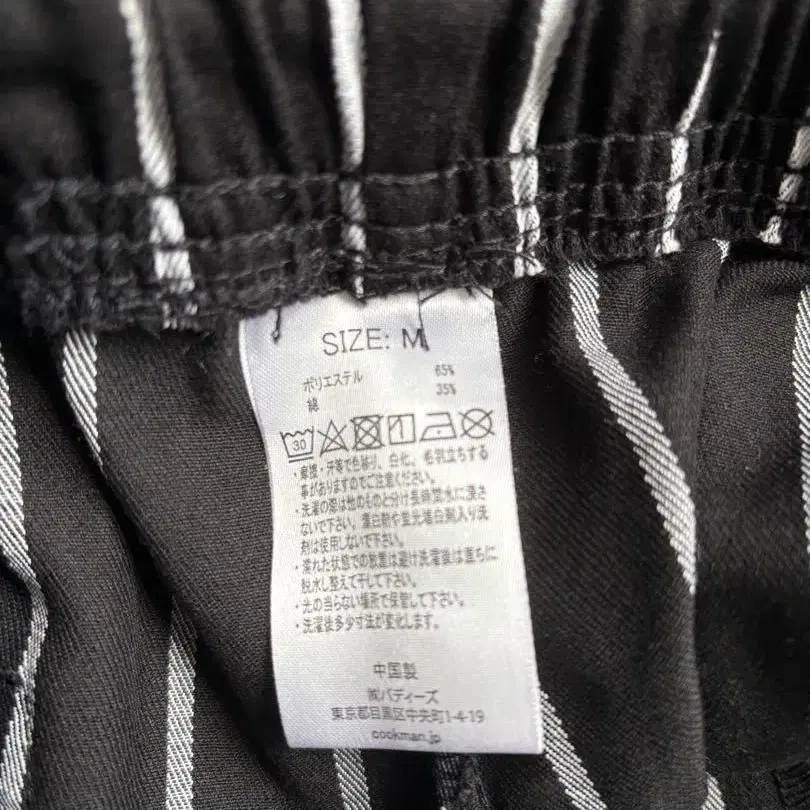 SIZE: M
ポリエステル 65%
綿 35%
30
・摩擦・汗等で色移り、白化、毛羽立ちする
事がありますのでご注意ください。
・洗濯の際は他のものと分け長時間水に浸さ
ないで下さい。漂白剤や蛍光増白剤入り洗
剤は使用しないで下さい。
・濡れた状態での放置は避け洗濯後は直ちに
脱水し整えて干して下さい。
・光の当らない場所で保管して下さい。
・洗濯後多少寸法が変化します。
中国製
㈱バディーズ
東京都目黒区中央町1-4-19
cookman.jp